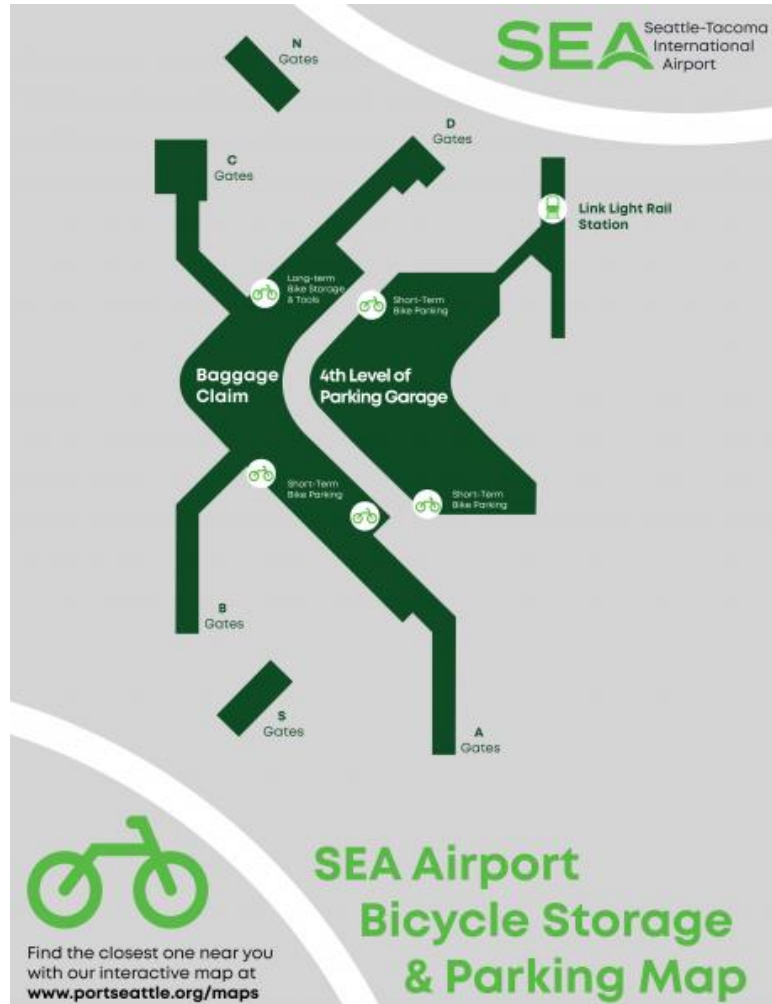 SEA
Seattle-Tacoma
International
Airport
N
Gates
D
Gates
C
Gates
Link Light Rail
Station
Long-term
Bike Storage
& Tools
Short-Term
Bike Parking
Baggage
Claim
4th Level of
Parking Garage
Short-Term
Bike Parking
Short-Term
Bike Parking
B
Gates
S
Gates
A
Gates
SEA Airport
Bicycle Storage
& Parking Map
Find the closest one near you
with our interactive map at
www.portseattle.org/maps